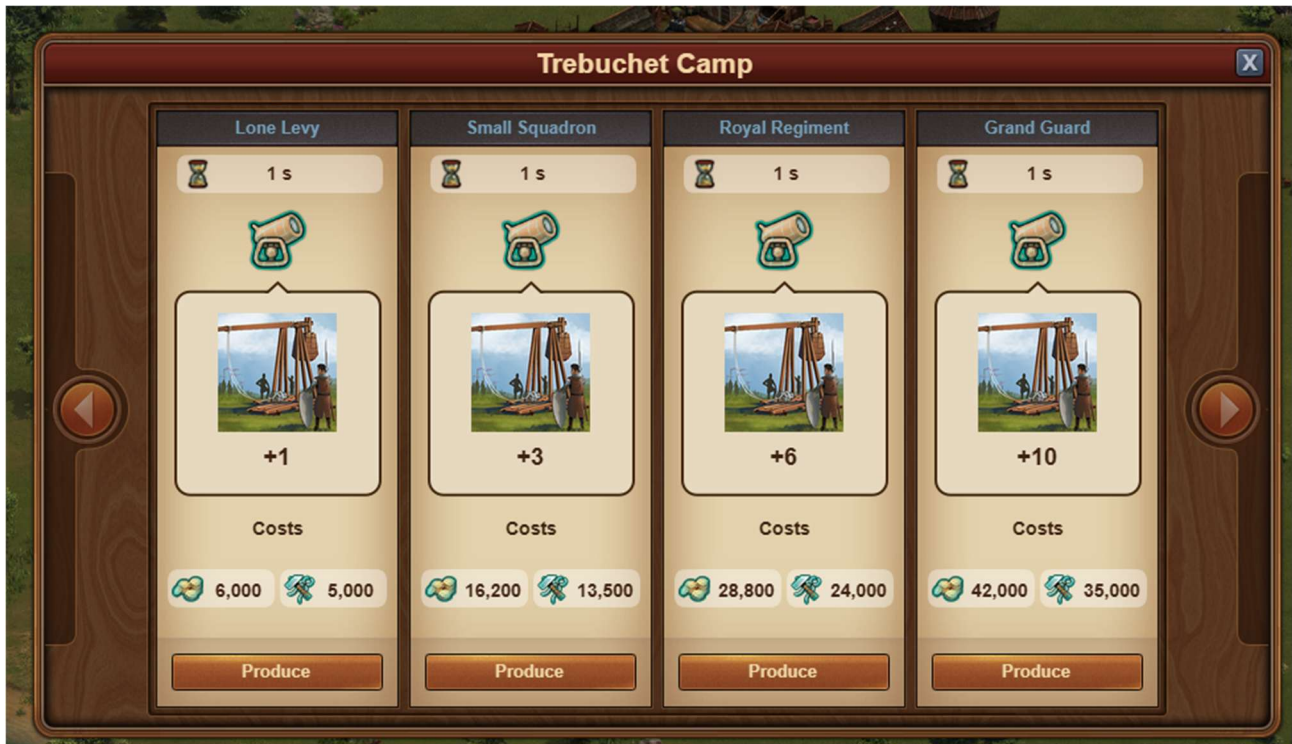 Trebuchet Camp
X
Lone Levy
1 s
+1
Costs
6,000 5,000
Produce
Small Squadron
1 s
+3
Costs
16,200 13,500
Produce
Royal Regiment
1 s
+6
Costs
28,800 24,000
Produce
Grand Guard
1 s
+10
Costs
42,000 35,000
Produce